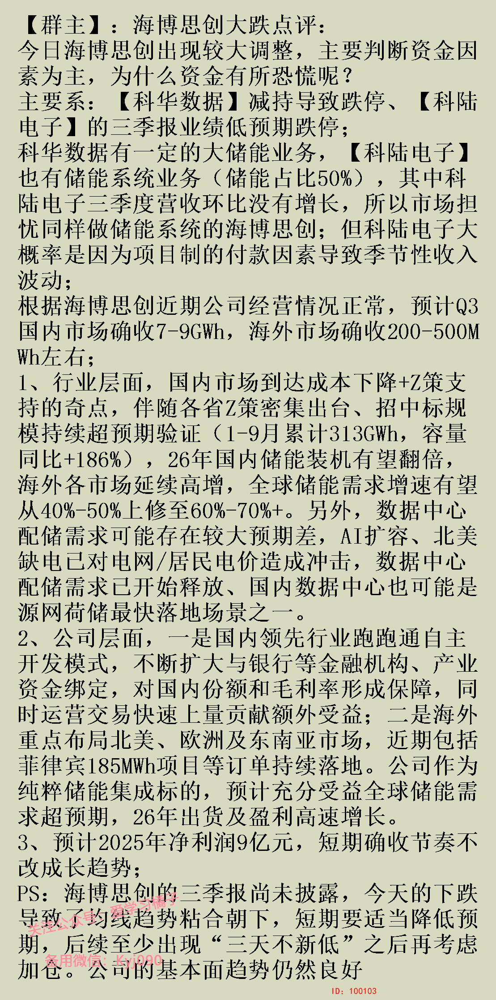 【群主】：海博思创大跌点评：
今日海博思创出现较大调整，主要判断资金因
素为主，为什么资金有所恐慌呢？
主要系：【科华数据】减持导致跌停、【科陆
电子】的三季报业绩低预期跌停；
科华数据有一定的大储能业务，【科陆电子】
也有储能系统业务（储能占比50%），其中科
陆电子三季度营收环比没有增长，所以市场担
忧同样做储能系统的海博思创；但科陆电子大
概率是因为项目制的付款因素导致季节性收入
波动；
根据海博思创近期公司经营情况正常，预计Q3
国内市场确收7-9GWh，海外市场确收200-500M
Wh左右；
1、行业层面，国内市场到达成本下降+Z策支
持的奇点，伴随各省Z策密集出台、招中标规
模持续超预期验证（1-9月累计313GWh，容量
同比+186%），26年国内储能装机有望翻倍，
海外各市场延续高增，全球储能需求增速有望
从40%-50%上修至60%-70%+。另外，数据中心
配储需求可能存在较大预期差，AI扩容、北美
缺电已对电网/居民电价造成冲击，数据中心
配储需求已开始释放、国内数据中心也可能是
源网荷储最快落地场景之一。
2、公司层面，一是国内领先行业跑跑通自主
开发模式，不断扩大与银行等金融机构、产业
资金绑定，对国内份额和毛利率形成保障，同
时运营交易快速上量贡献额外受益；二是海外
重点布局北美、欧洲及东南亚市场，近期包括
菲律宾185MWh项目等订单持续落地。公司作为
纯粹储能集成标的，预计充分受益全球储能需
求超预期，26年出货及盈利高速增长。
3、预计2025年净利润9亿元，短期确收节奏不
改成长趋势；
PS：海博思创的三季报尚未披露，今天的下跌
导致了均线趋势粘合朝下，短期要适当降低预
期，后续至少出现“三天不新低”之后再考虑
加仓。公司的基本面趋势仍然良好
关注公众号：爱学习橘子
备用微信：Kyj090
ID：100103